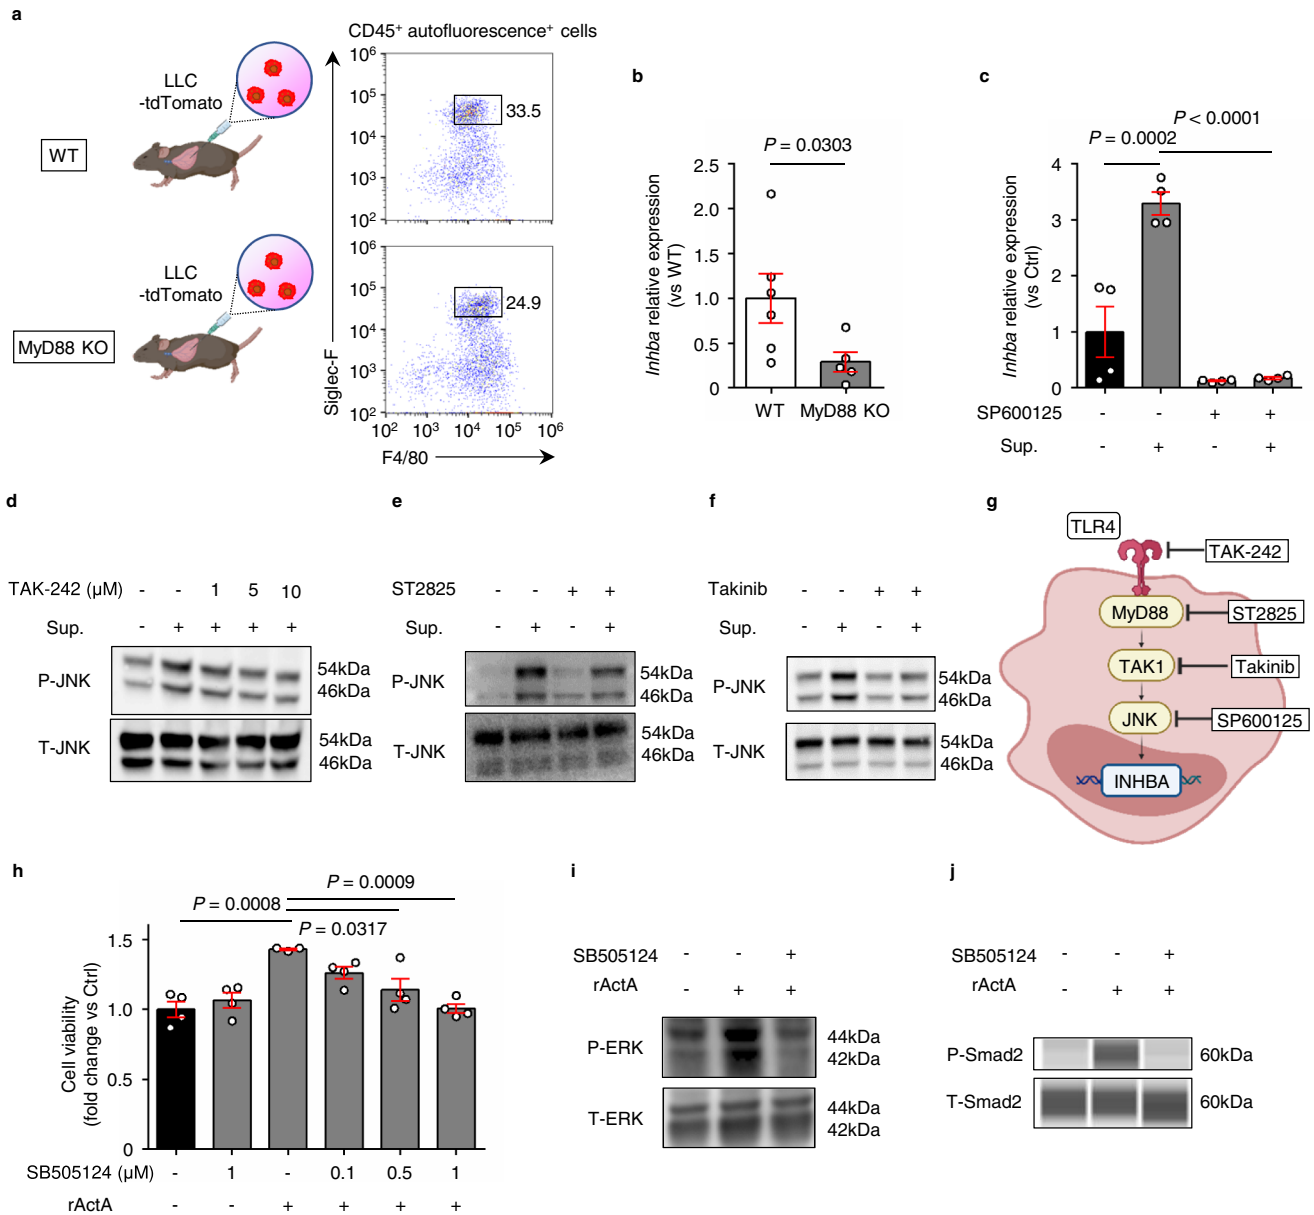 a
CD45⁺ autofluorescence⁺ cells
LLC
-tdTomato
WT
10⁶
10⁵
10⁴
10³
10²
33.5
LLC
-tdTomato
MyD88 KO
10⁶
10⁵
10⁴
10³
10²
24.9
10² 10³ 10⁴ 10⁵ 10⁶
Siglec-F
F4/80
b
P = 0.0303
Inhba relative expression
(vs WT)
2.5
2.0
1.5
1.0
0.5
0
WT MyD88 KO
c
P < 0.0001
P = 0.0002
Inhba relative expression
(vs Ctrl)
4
3
2
1
0
SP600125 - - + +
Sup. - + - +
d
TAK-242 (µM) - - 1 5 10
Sup. - + + + +
P-JNK 54kDa
46kDa
T-JNK 54kDa
46kDa
e
ST2825 - - + +
Sup. - + - +
P-JNK 54kDa
46kDa
T-JNK 54kDa
46kDa
f
Takinib - - + +
Sup. - + - +
P-JNK 54kDa
46kDa
T-JNK 54kDa
46kDa
g
TLR4
TAK-242
MyD88 ST2825
TAK1 Takinib
JNK SP600125
INHBA
h
P = 0.0009
P = 0.0008
P = 0.0317
Cell viability
(fold change vs Ctrl)
1.5
1.0
0.5
0
SB505124 (µM) - 1 - 0.1 0.5 1
rActA - - + + + +
i
SB505124 - - +
rActA - + +
P-ERK 44kDa
42kDa
T-ERK 44kDa
42kDa
j
SB505124 - - +
rActA - + +
P-Smad2 60kDa
T-Smad2 60kDa